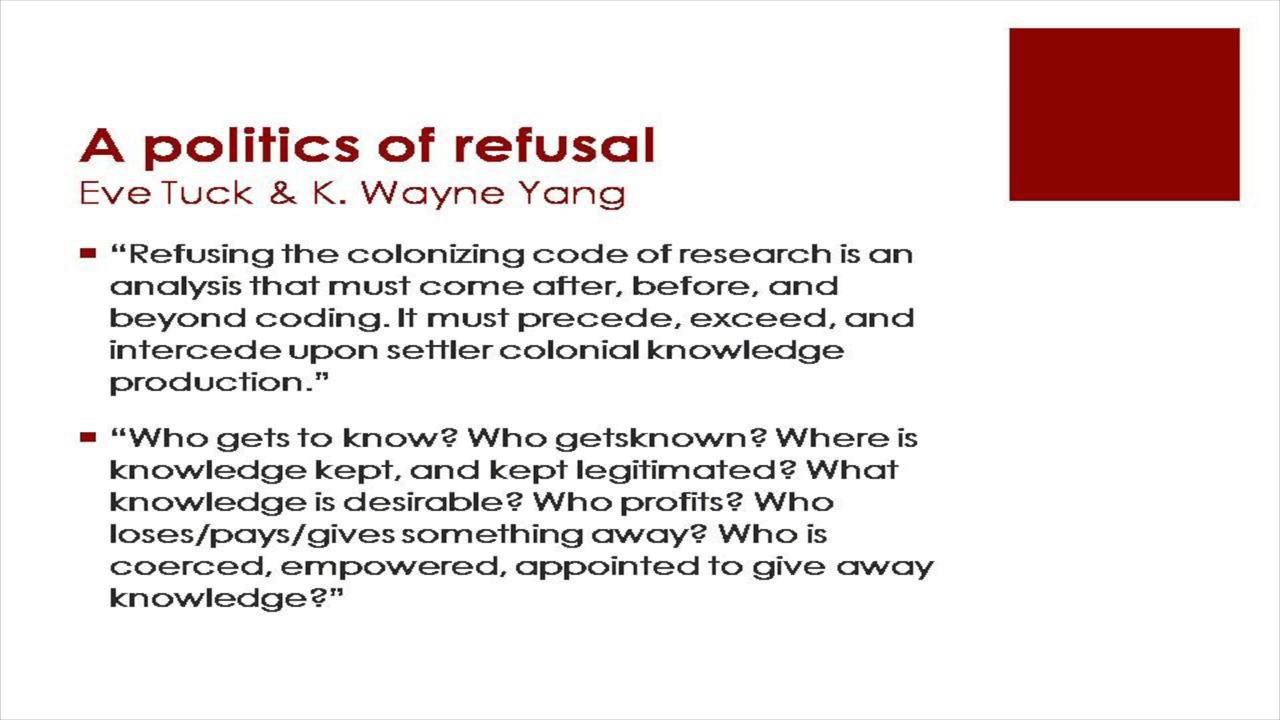 A politics of refusal
Eve Tuck & K. Wayne Yang
“Refusing the colonizing code of research is an
analysis that must come after, before, and
beyond coding. It must precede, exceed, and
intercede upon settler colonial knowledge
production.”
“Who gets to know? Who getsknown? Where is
knowledge kept, and kept legitimated? What
knowledge is desirable? Who profits? Who
loses/pays/gives something away? Who is
coerced, empowered, appointed to give away
knowledge?”